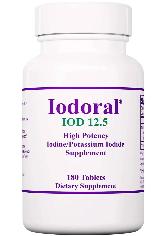 Iodoral®
IOD 12.5
High Potency
Iodine/Potassium Iodide
Supplement
180 Tablets
Dietary Supplement